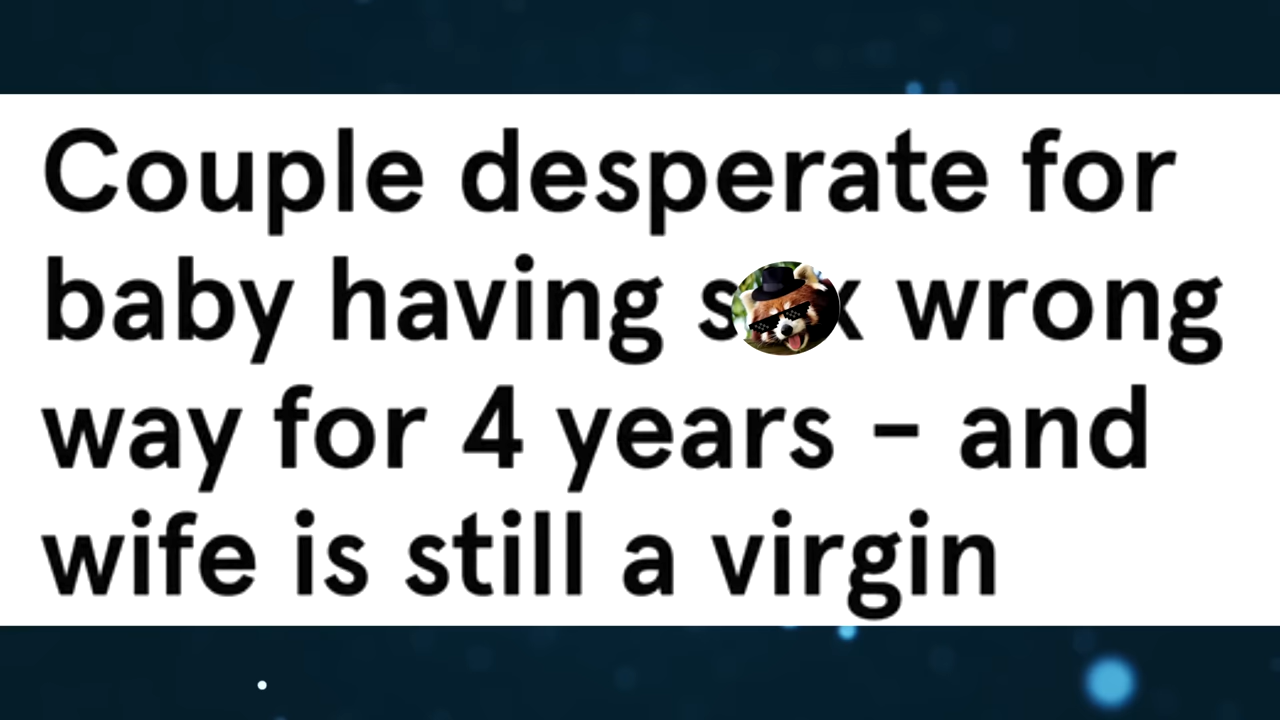 Couple desperate for
baby having s x wrong
way for 4 years – and
wife is still a virgin